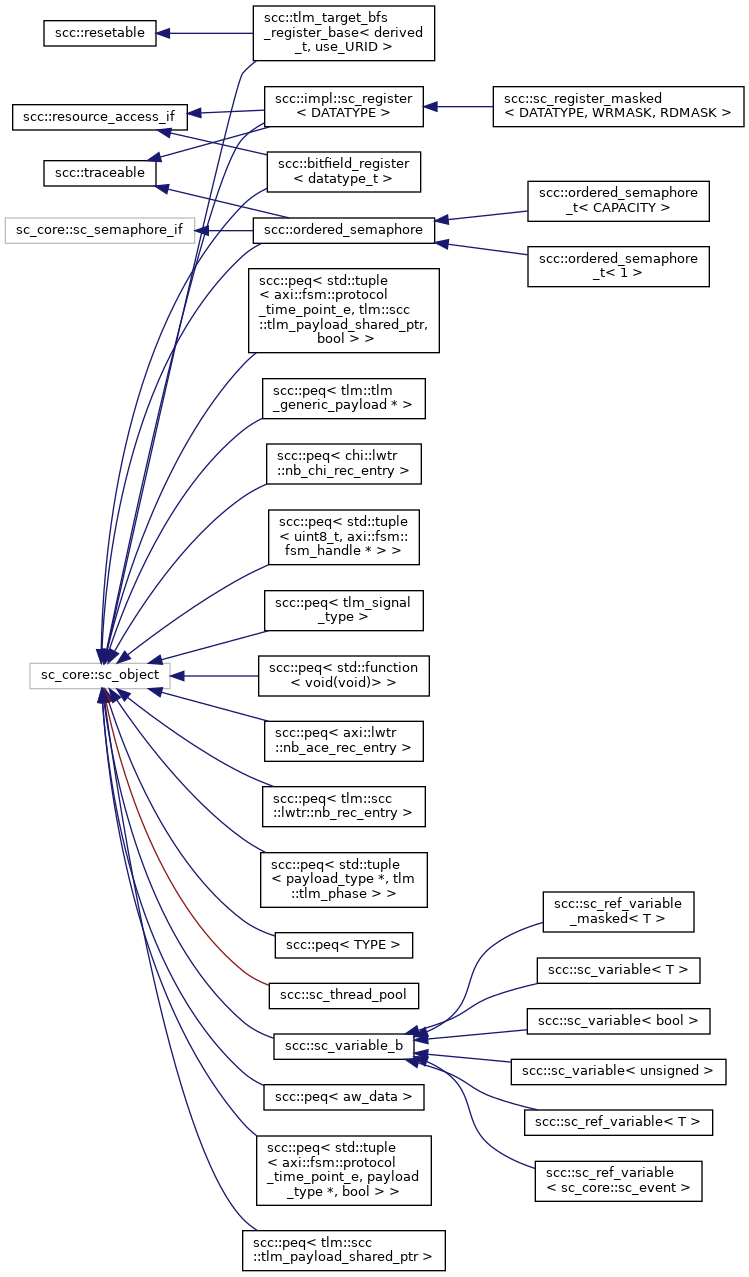 scc::resetable
scc::tlm_target_bfs
_register_base< derived
_t, use_URID >
scc::resource_access_if
scc::impl::sc_register
< DATATYPE >
scc::sc_register_masked
< DATATYPE, WRMASK, RDMASK >
scc::traceable
scc::bitfield_register
< datatype_t >
sc_core::sc_semaphore_if
scc::ordered_semaphore
scc::ordered_semaphore
_t< CAPACITY >
scc::ordered_semaphore
_t< 1 >
scc::peq< std::tuple
< axi::fsm::protocol
_time_point_e, tlm::scc
::tlm_payload_shared_ptr,
bool > >
scc::peq< tlm::tlm
_generic_payload * >
scc::peq< chi::lwtr
::nb_chi_rec_entry >
scc::peq< std::tuple
< uint8_t, axi::fsm::
fsm_handle * > >
scc::peq< tlm_signal
_type >
sc_core::sc_object
scc::peq< std::function
< void(void)> >
scc::peq< axi::lwtr
::nb_ace_rec_entry >
scc::peq< tlm::scc
::lwtr::nb_rec_entry >
scc::peq< std::tuple
< payload_type *, tlm
::tlm_phase > >
scc::peq< TYPE >
scc::sc_thread_pool
scc::sc_variable_b
scc::sc_ref_variable
_masked< T >
scc::sc_variable< T >
scc::sc_variable< bool >
scc::sc_variable< unsigned >
scc::sc_ref_variable< T >
scc::sc_ref_variable
< sc_core::sc_event >
scc::peq< aw_data >
scc::peq< std::tuple
< axi::fsm::protocol
_time_point_e, payload
_type *, bool > >
scc::peq< tlm::scc
::tlm_payload_shared_ptr >